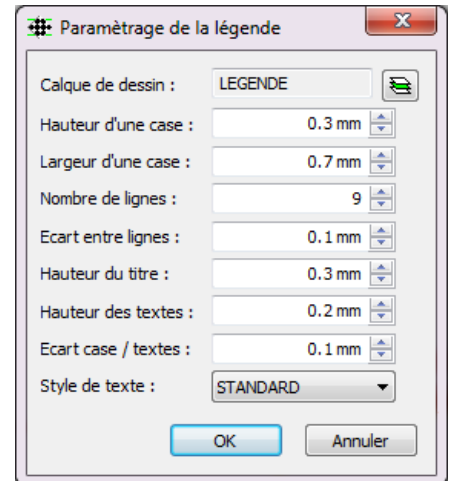 Paramètrage de la légende
Calque de dessin : LEGENDE
Hauteur d'une case : 0.3 mm
Largeur d'une case : 0.7 mm
Nombre de lignes : 9
Ecart entre lignes : 0.1 mm
Hauteur du titre : 0.3 mm
Hauteur des textes : 0.2 mm
Ecart case / textes : 0.1 mm
Style de texte : STANDARD
OK Annuler